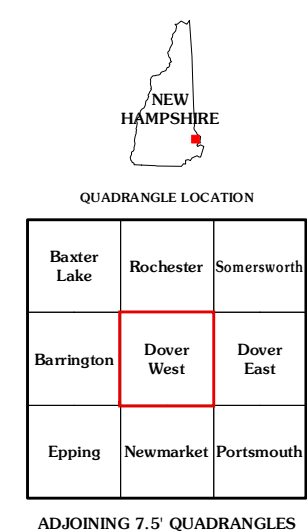 NEW
HAMPSHIRE
QUADRANGLE LOCATION
Baxter
Lake
Rochester
Somersworth
Barrington
Dover
West
Dover
East
Epping
Newmarket
Portsmouth
ADJOINING 7.5' QUADRANGLES